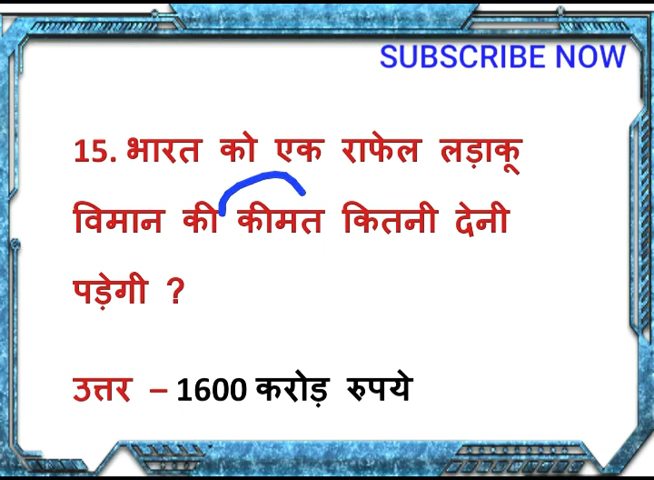 SUBSCRIBE NOW
15. भारत को एक राफेल लड़ाकू
विमान की कीमत कितनी देनी
पड़ेगी ?
उत्तर – 1600 करोड़ रुपये